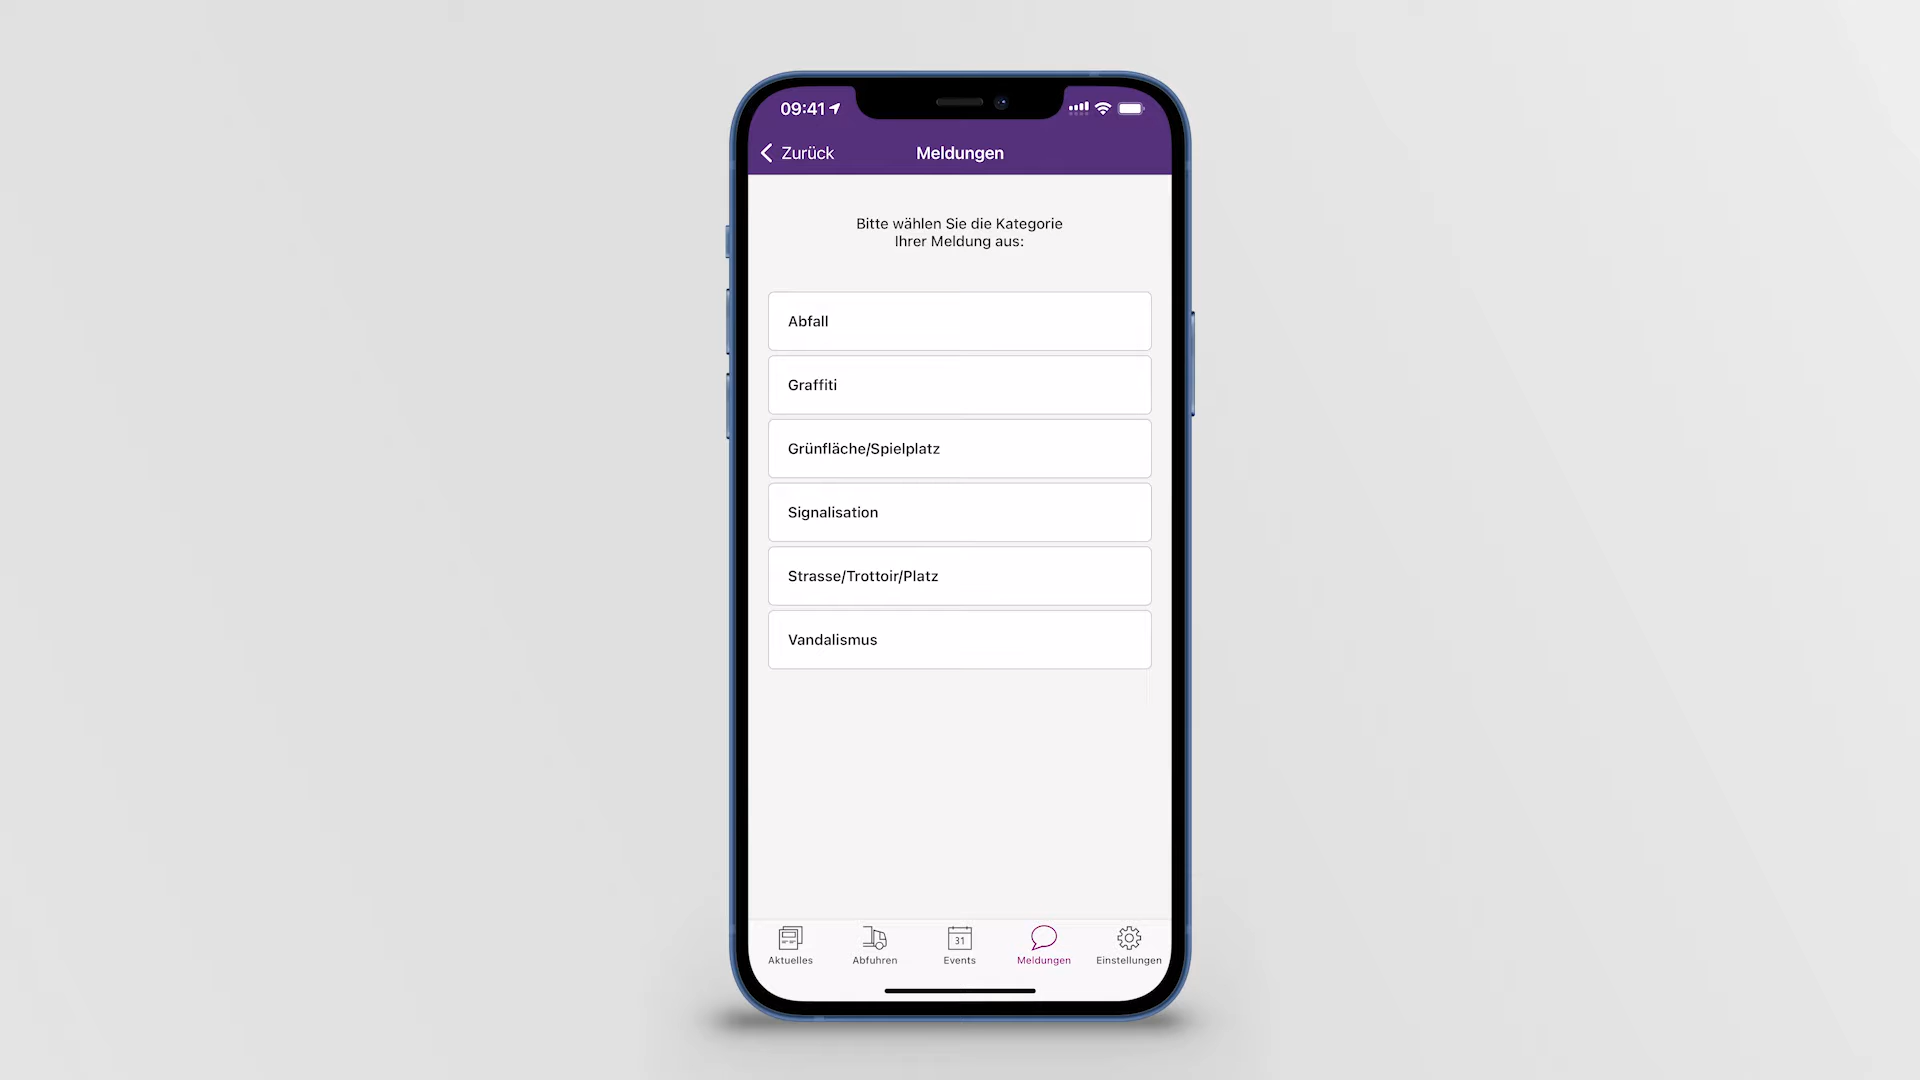 09:41
Zurück
Meldungen
Bitte wählen Sie die Kategorie
Ihrer Meldung aus:
Abfall
Graffiti
Grünfläche/Spielplatz
Signalisation
Strasse/Trottoir/Platz
Vandalismus
31
Aktuelles
Abfuhren
Events
Meldungen
Einstellungen